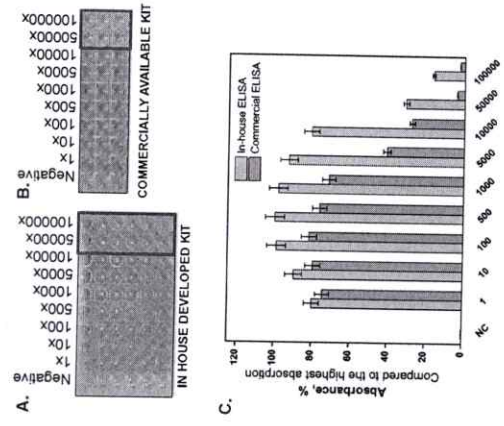 A.
Negative
1x
10x
100x
500x
1000x
5000x
10000x
50000x
100000x
IN HOUSE DEVELOPED KIT
B.
Negative
1x
10x
100x
500x
1000x
5000x
10000x
50000x
100000x
COMMERCIALLY AVAILABLE KIT
C.
Absorbance, %
Compared to the highest absorption
120
100
80
60
40
20
0
In-house ELISA
Commercial ELISA
NC
1
10
100
500
1000
5000
10000
50000
100000